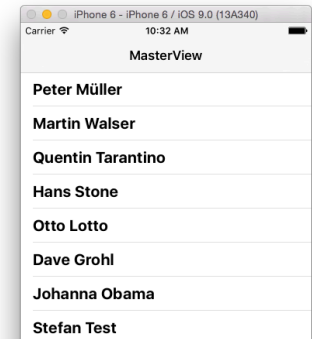 iPhone 6 - iPhone 6 / iOS 9.0 (13A340)
Carrier 10:32 AM
MasterView
Peter Müller
Martin Walser
Quentin Tarantino
Hans Stone
Otto Lotto
Dave Grohl
Johanna Obama
Stefan Test